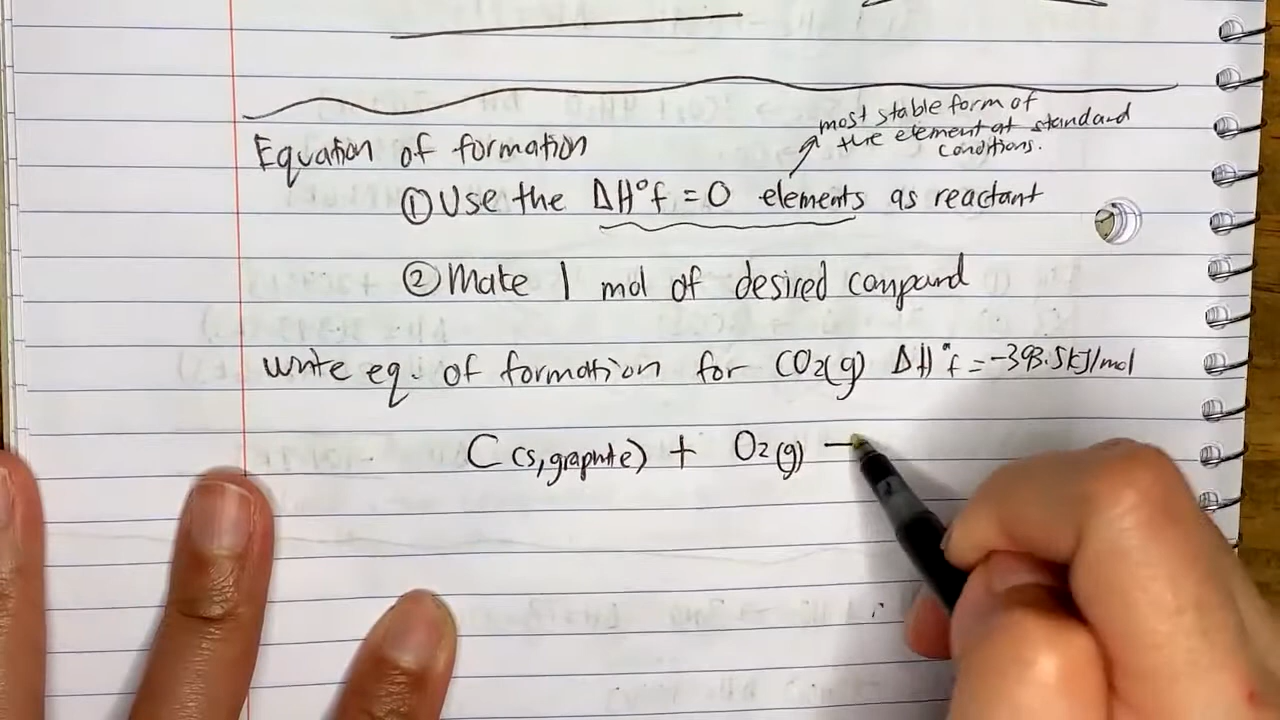 most stable form of
the element at standard
conditions.
Equation of formation
① Use the ΔH°f = 0 elements as reactant
② Make 1 mol of desired compound
Write eq. of formation for CO₂(g) ΔH°f = -393.5kJ/mol
C(s,graphite) + O₂(g) —